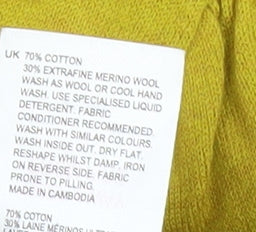 UK 70% COTTON
30% EXTRAFINE MERINO WOOL
WASH AS WOOL OR COOL HAND
WASH. USE SPECIALISED LIQUID
DETERGENT. FABRIC
CONDITIONER RECOMMENDED.
WASH WITH SIMILAR COLOURS.
WASH INSIDE OUT. DRY FLAT.
RESHAPE WHILST DAMP. IRON
ON REVERSE SIDE. FABRIC
PRONE TO PILLING.
MADE IN CAMBODIA
70% COTON
30% LAINE MÉRINOS